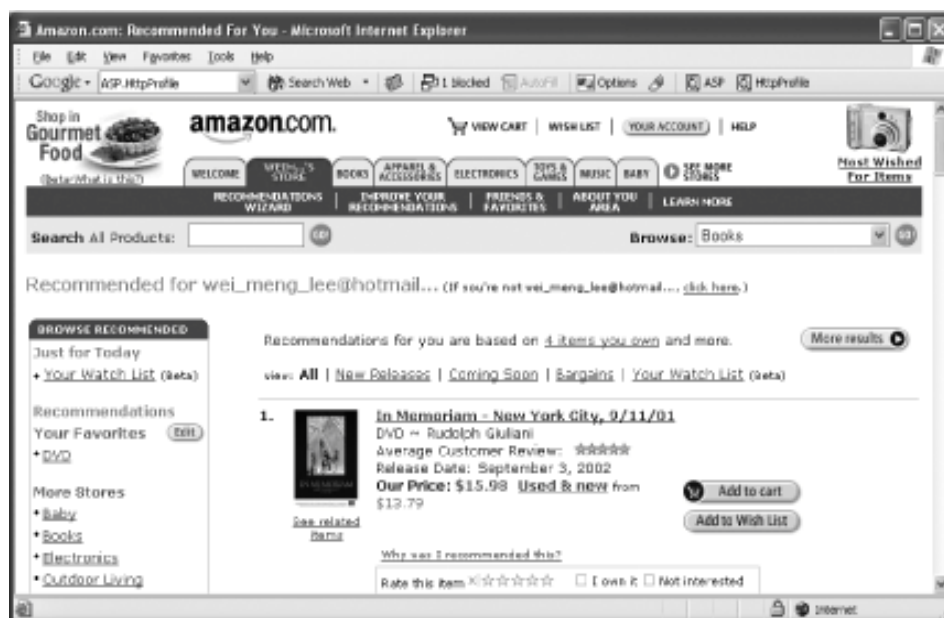 Amazon.com: Recommended For You - Microsoft Internet Explorer
File Edit View Favorites Tools Help
Google ASP.HttpProfile Search Web 1 blocked AutoFill Options ASP HttpProfile
Shop in
Gourmet
Food
(Beta: What is this?)
amazon.com.
VIEW CART | WISH LIST | YOUR ACCOUNT | HELP
Most Wished
For Items
WELCOME STORE BOOKS APPAREL & ACCESSORIES ELECTRONICS TOYS & GAMES MUSIC BABY SEE MORE STORES
RECOMMENDATIONS WIZARD | IMPROVE YOUR RECOMMENDATIONS | FRIENDS & FAVORITES | ABOUT YOU AREA | LEARN MORE
Search All Products: GO! Browse: Books GO!
Recommended for wei_meng_lee@hotmail... (If you're not wei_meng_lee@hotmail...., click here.)
BROWSE RECOMMENDED
Just for Today
Your Watch List (Beta)
Recommendations
Your Favorites Edit
DVD
More Stores
Baby
Books
Electronics
Outdoor Living
Recommendations for you are based on 4 items you own and more.
More results
view: All | New Releases | Coming Soon | Bargains | Your Watch List (Beta)
1.
In Memoriam - New York City, 9/11/01
DVD ~ Rudolph Giuliani
Average Customer Review:
Release Date: September 3, 2002
Our Price: $15.98 Used & new from
$13.79
Add to cart
Add to Wish List
See related
items
Why was I recommended this?
Rate this item I own it Not interested
Internet